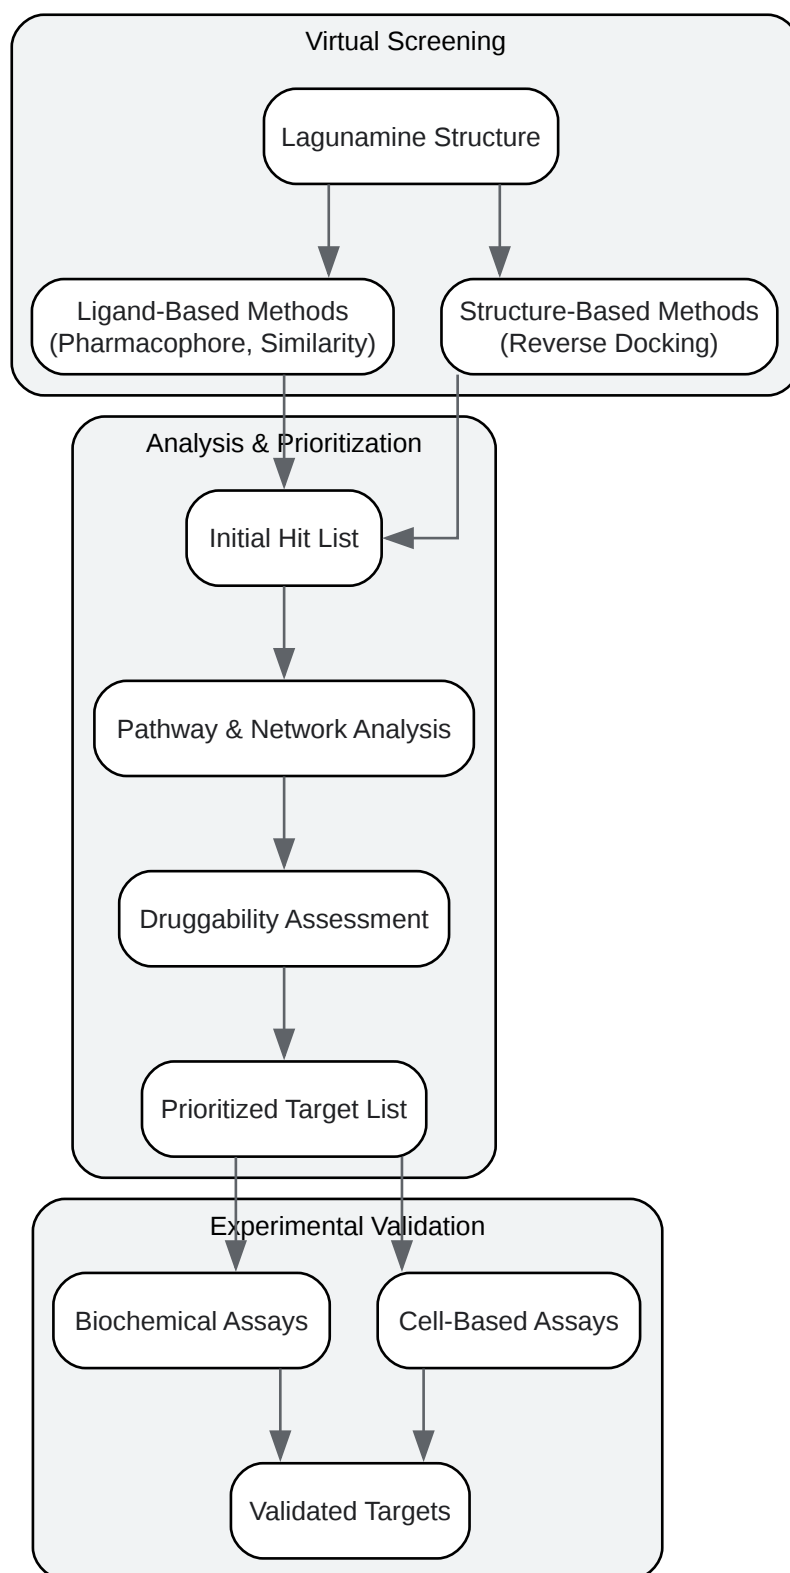 Virtual Screening
Lagunamine Structure
Ligand-Based Methods
(Pharmacophore, Similarity)
Structure-Based Methods
(Reverse Docking)
Analysis & Prioritization
Initial Hit List
Pathway & Network Analysis
Druggability Assessment
Prioritized Target List
Experimental Validation
Biochemical Assays
Cell-Based Assays
Validated Targets